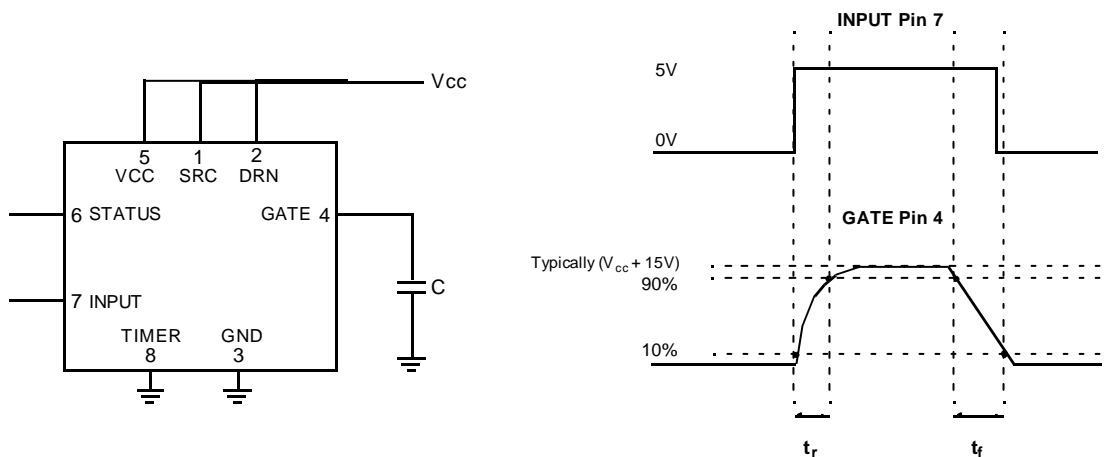 Vcc
5 1 2
VCC SRC DRN
6 STATUS
GATE 4
7 INPUT
C
TIMER GND
8 3
INPUT Pin 7
5V
0V
GATE Pin 4
Typically (Vcc + 15V)
90%
10%
tr tf